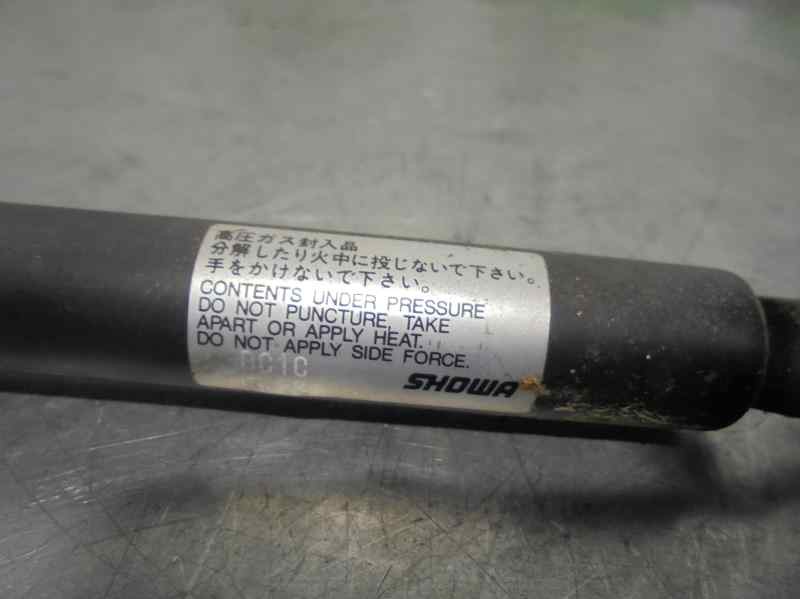 高圧ガス封入品
分解したり火中に投じないで下さい。
手をかけないで下さい。
CONTENTS UNDER PRESSURE
DO NOT PUNCTURE, TAKE
APART OR APPLY HEAT.
DO NOT APPLY SIDE FORCE.
SHOWA